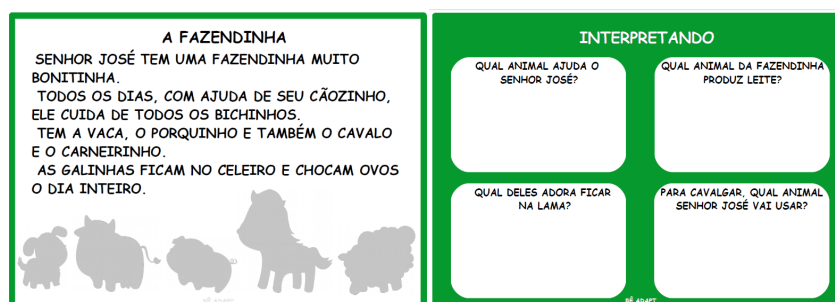 A FAZENDINHA
SENHOR JOSÉ TEM UMA FAZENDINHA MUITO
BONITINHA.
TODOS OS DIAS, COM AJUDA DE SEU CÃOZINHO,
ELE CUIDA DE TODOS OS BICHINHOS.
TEM A VACA, O PORQUINHO E TAMBÉM O CAVALO
E O CARNEIRINHO.
AS GALINHAS FICAM NO CELEIRO E CHOCAM OVOS
O DIA INTEIRO.
INTERPRETANDO
QUAL ANIMAL AJUDA O
SENHOR JOSÉ?
QUAL ANIMAL DA FAZENDINHA
PRODUZ LEITE?
QUAL DELES ADORA FICAR
NA LAMA?
PARA CAVALGAR, QUAL ANIMAL
SENHOR JOSÉ VAI USAR?